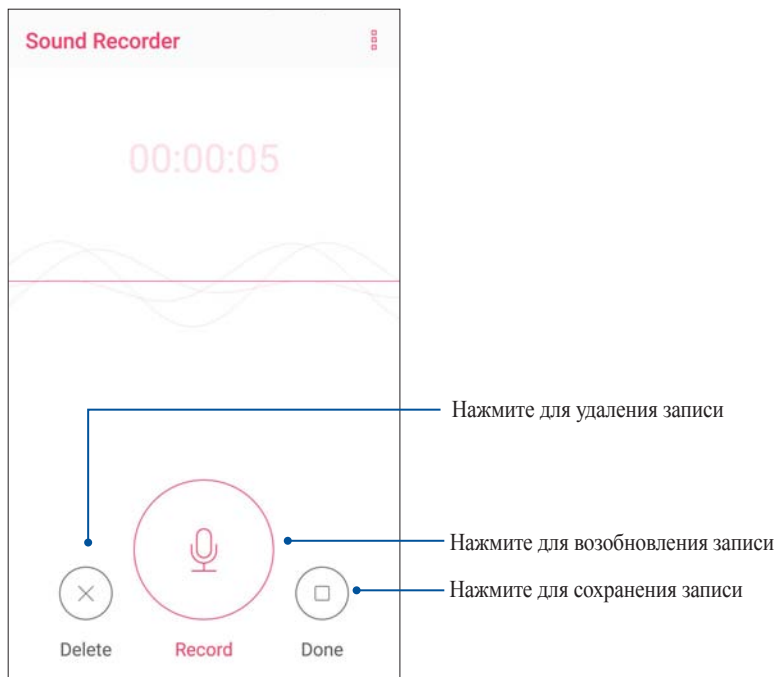 Sound Recorder
00:00:05
Нажмите для удаления записи
Нажмите для возобновления записи
Нажмите для сохранения записи
Delete
Record
Done